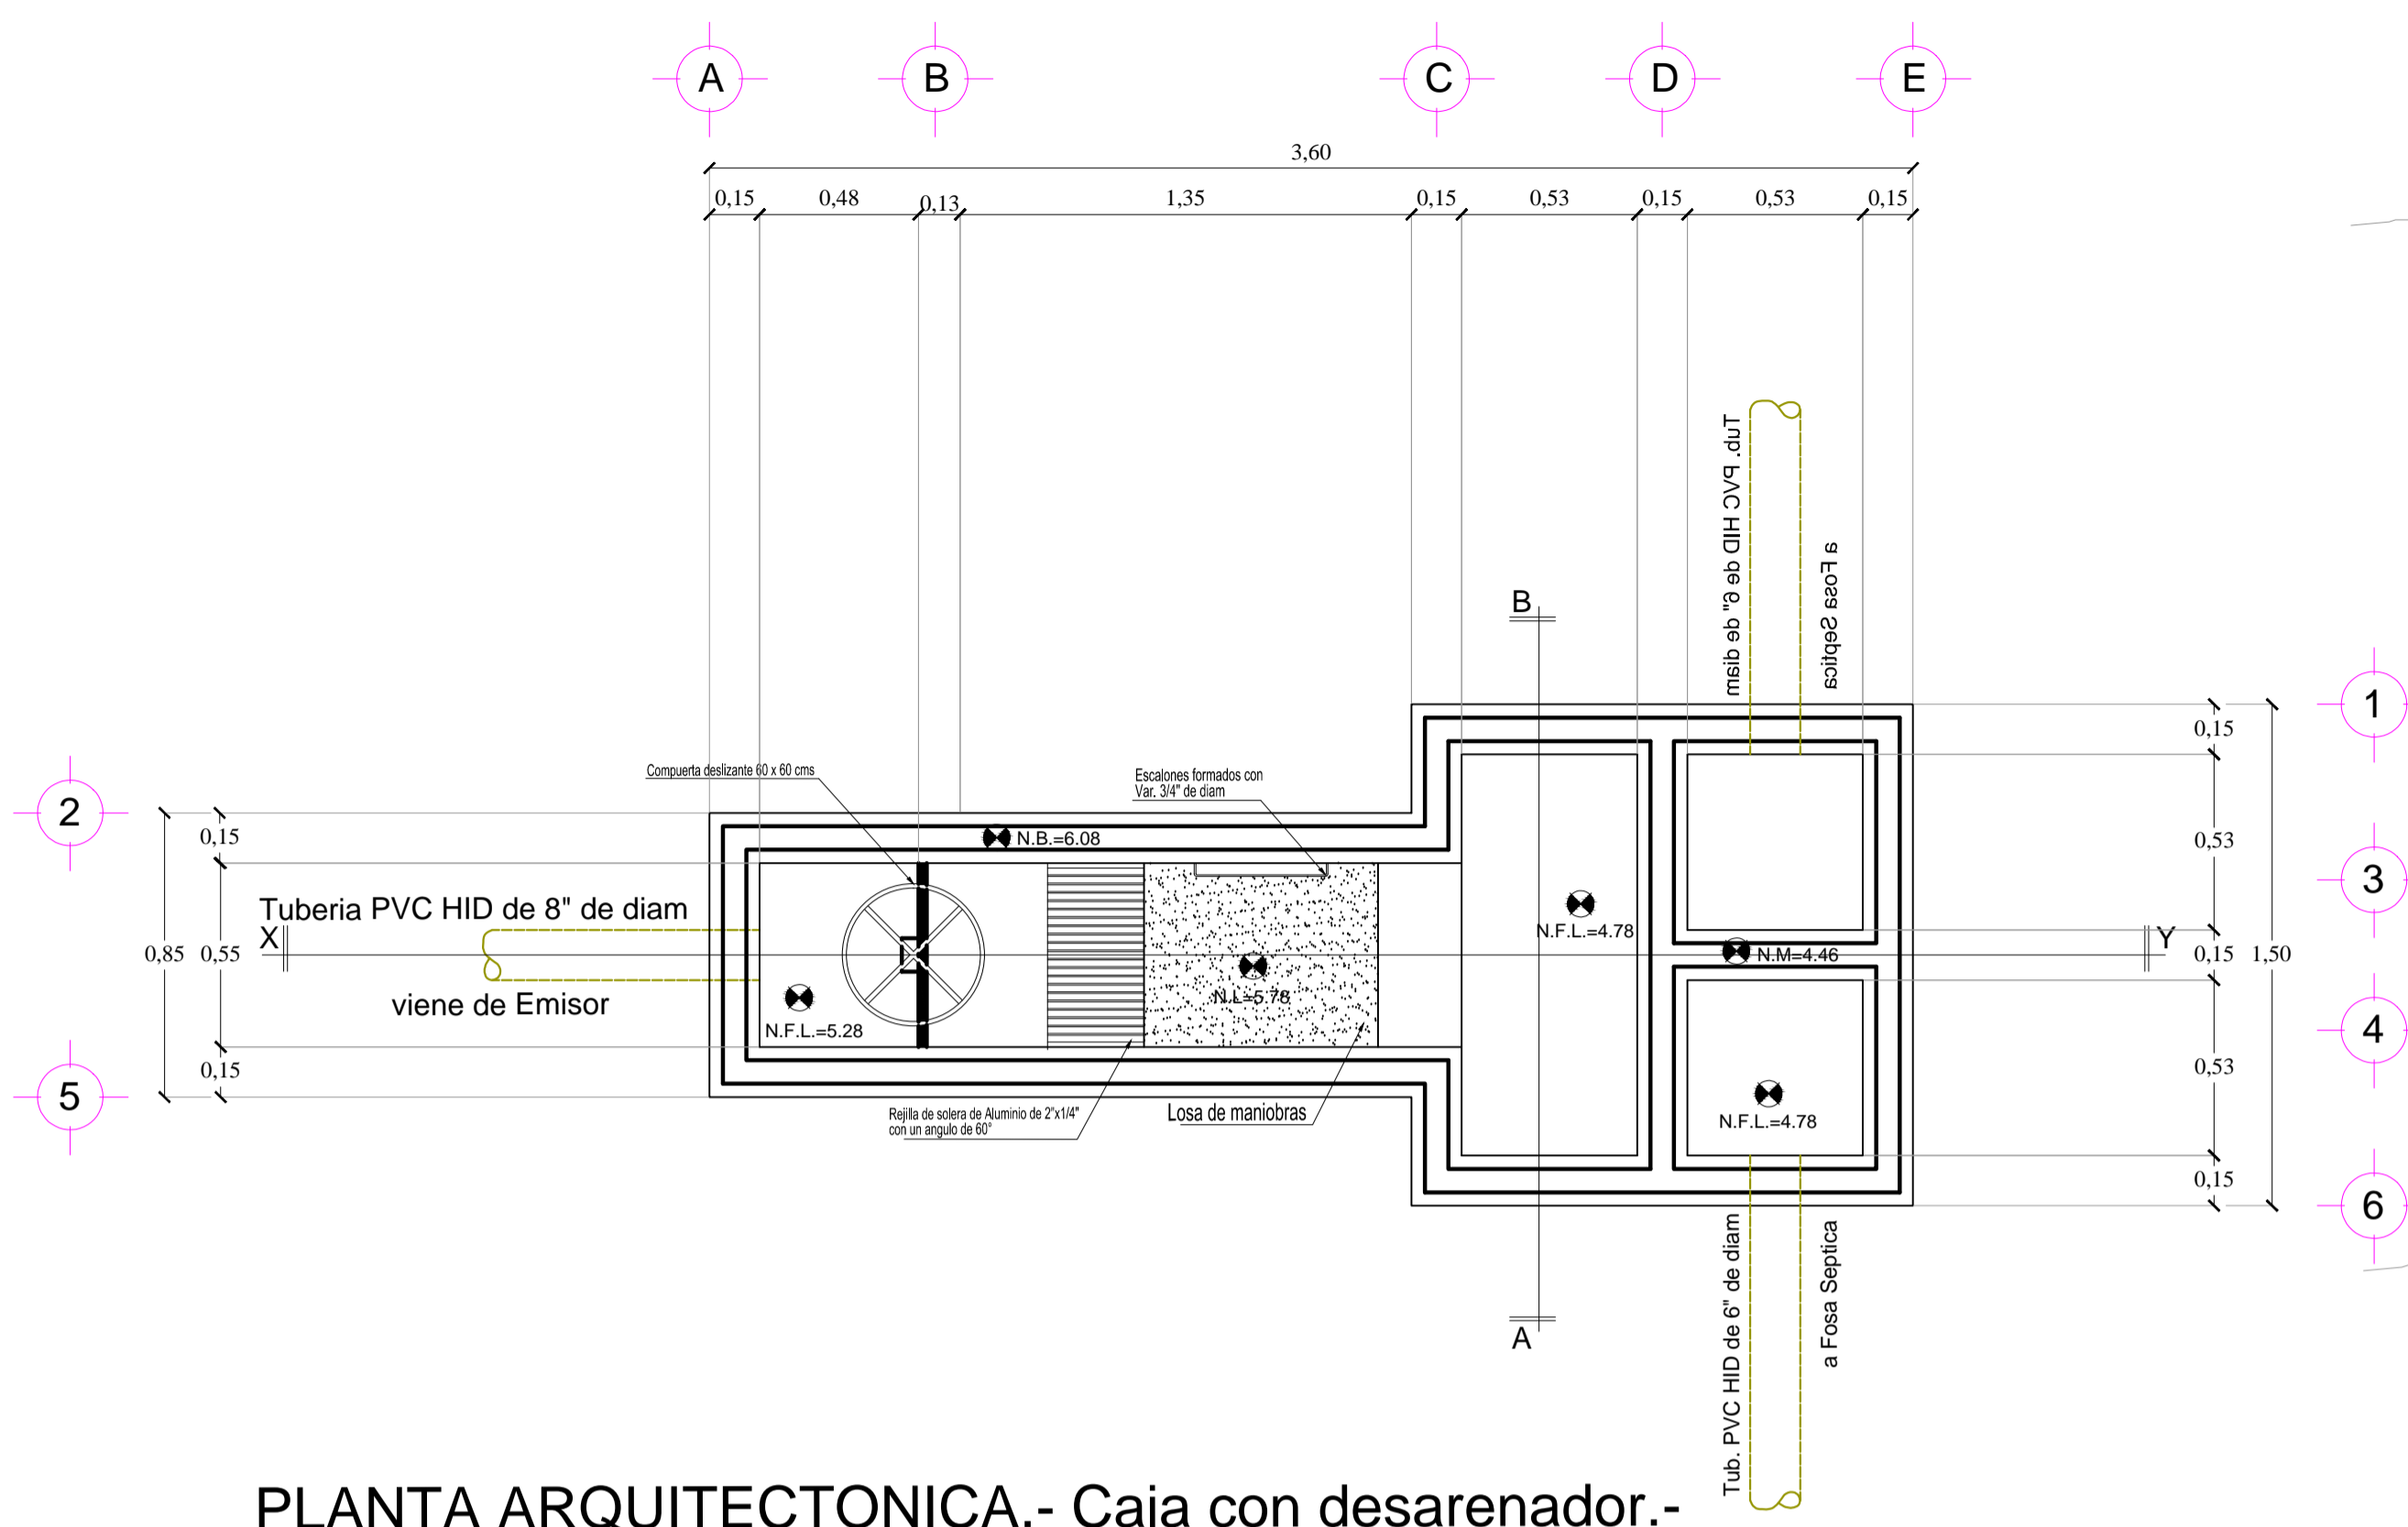 A B C D E
3,60
0,15 0,48 0,13 1,35 0,15 0,53 0,15 0,53 0,15
Tub. PVC HID de 6" de diam
a Fosa Septica
B
1
0,15
Compuerta deslizante 60 x 60 cms
Escalones formados con
Var. 3/4" de diam
2
0,15
N.B.=6.08
0,53
3
Tuberia PVC HID de 8" de diam
X
N.F.L.=4.78
Y
0,85 0,55
N.M=4.46
0,15 1,50
viene de Emisor
N.L=5.78
N.F.L.=5.28
4
0,15
0,53
5
Rejilla de solera de Aluminio de 2"x1/4"
con un angulo de 60°
Losa de maniobras
N.F.L.=4.78
0,15
6
A
Tub. PVC HID de 6" de diam
a Fosa Septica
PLANTA ARQUITECTONICA.- Caja con desarenador.-